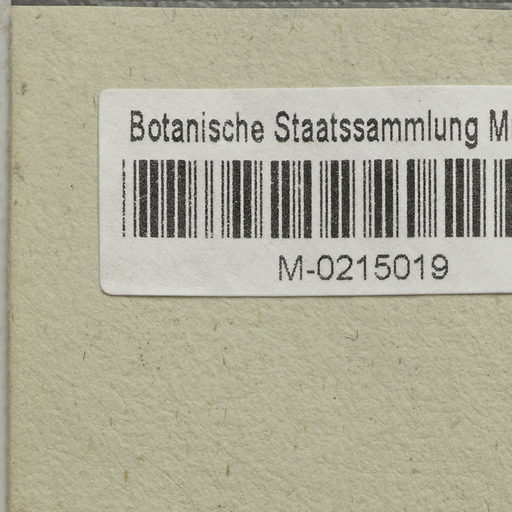 Botanische Staatssammlung M
M-0215019